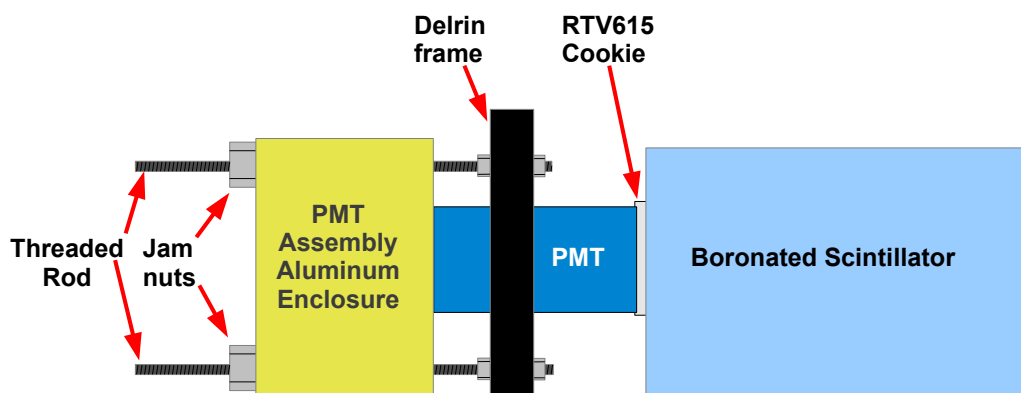 Delrin
frame
RTV615
Cookie
PMT
Assembly
Aluminum
Enclosure
Threaded
Rod
Jam
nuts
PMT
Boronated Scintillator